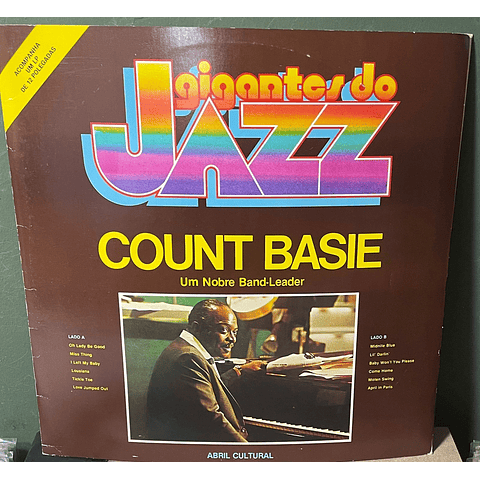 ACOMPANHA
UM LP
DE 12 POLEGADAS
gigantes do
JAZZ
COUNT BASIE
Um Nobre Band-Leader
LADO A
Oh Lady Be Good
Miss Thing
I Left My Baby
Louisiana
Tickle Toe
Love Jumped Out
LADO B
Midnite Blue
Lil' Darlin'
Baby Won't You Please
Come Home
Moten Swing
April in Paris
ABRIL CULTURAL